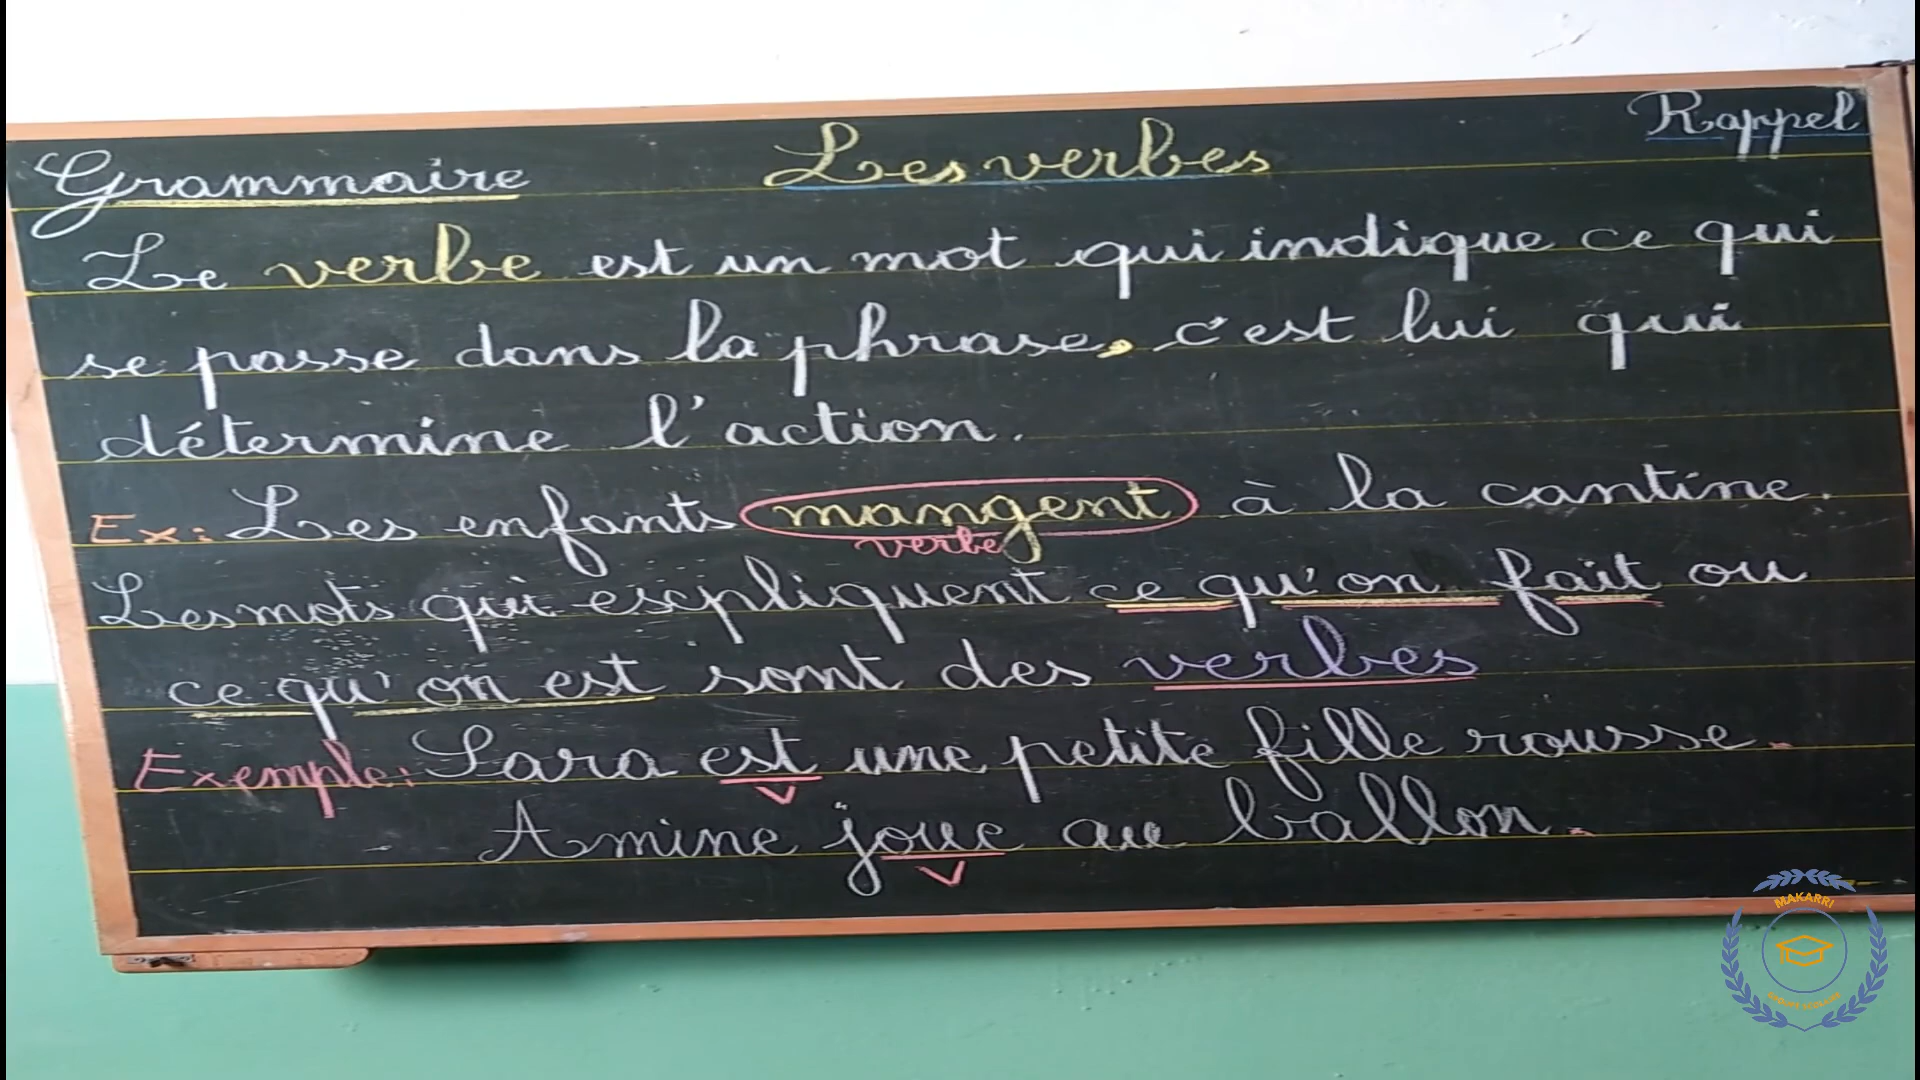 Rappel
Grammaire Les verbes
Le verbe est un mot qui indique ce qui
se passe dans la phrase, c'est lui qui
détermine l'action.
Ex: Les enfants mangent à la cantine.
verbe
Les mots qui expliquent ce qu'on fait ou
ce qu'on est sont des verbes
Exemple: Sara est une petite fille rousse.
V
Amine joue au ballon.
V
MAKARRI